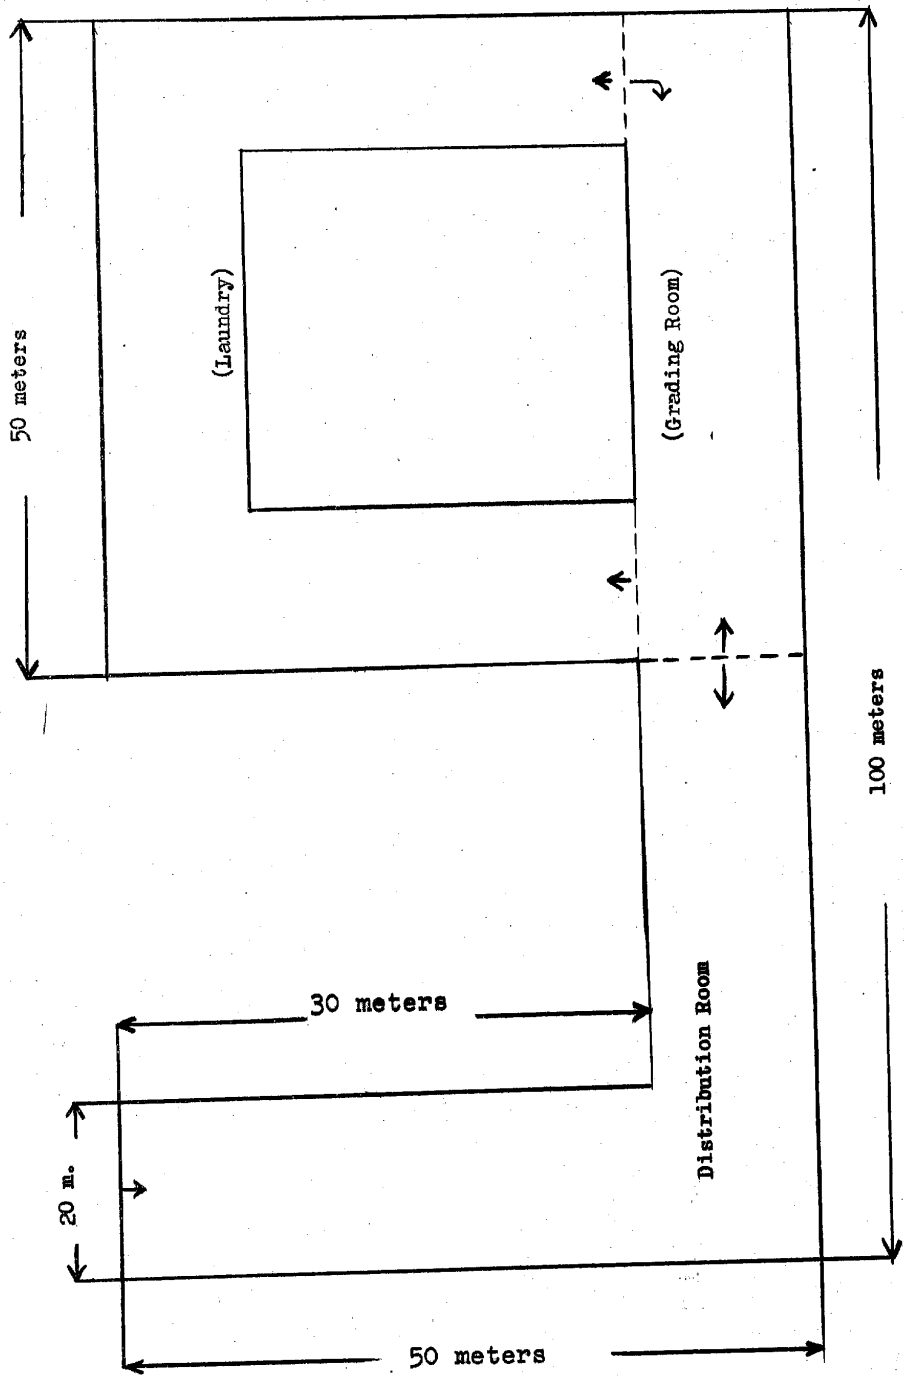 50 meters
(Laundry)
(Grading Room)
100 meters
30 meters
Distribution Room
20 m.
50 meters